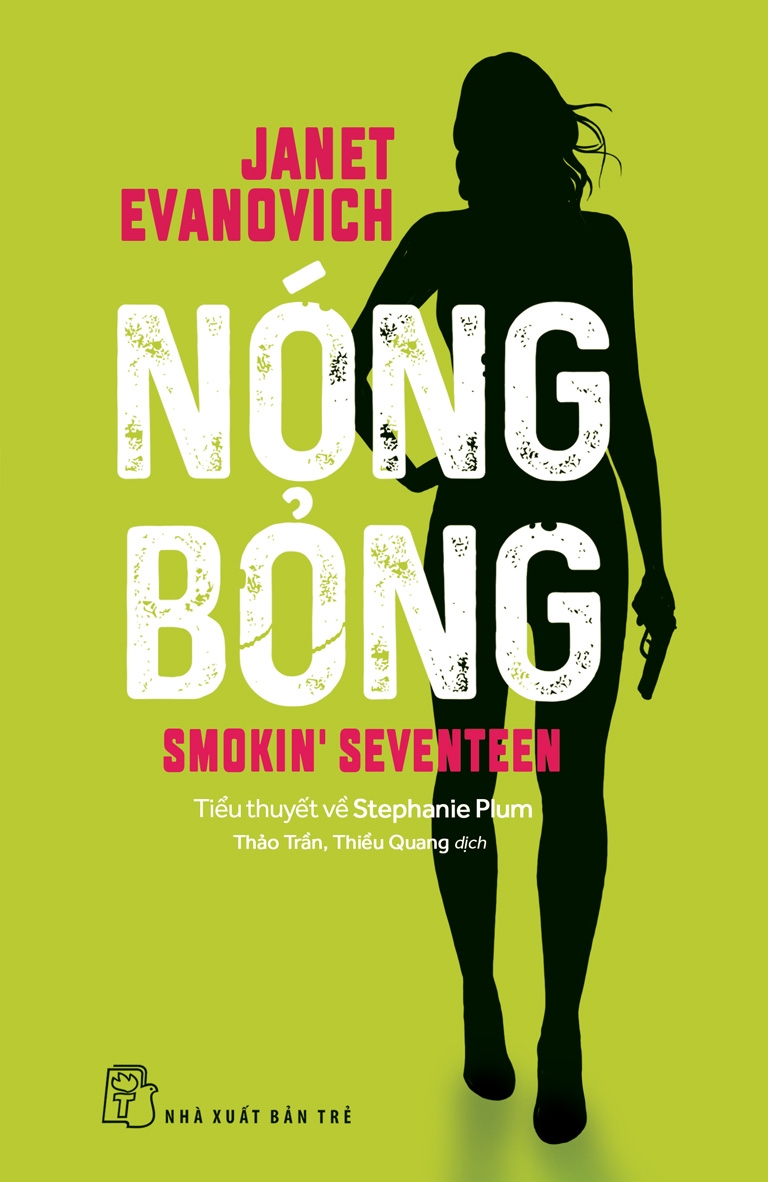 JANET
EVANOVICH
NÓNG
BỎNG
SMOKIN' SEVENTEEN
Tiểu thuyết về Stephanie Plum
Thảo Trần, Thiều Quang dịch
T
NHÀ XUẤT BẢN TRẺ